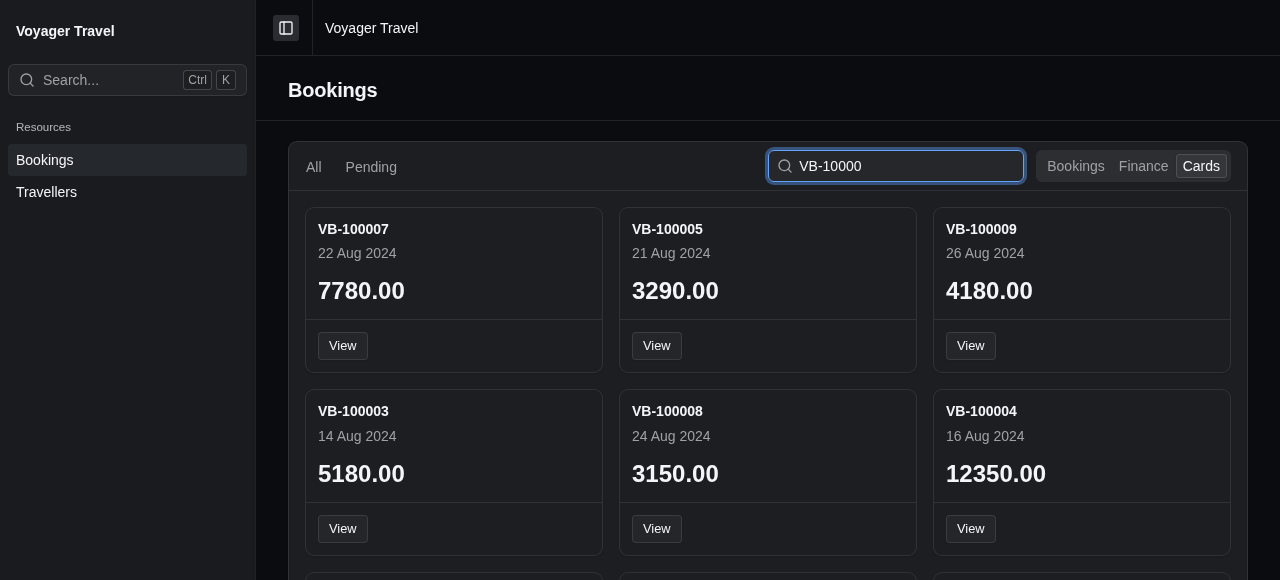 Voyager Travel
Search... Ctrl K
Resources
Bookings
Travellers
Voyager Travel
Bookings
All Pending VB-10000 Bookings Finance Cards
VB-100007
22 Aug 2024
7780.00
View
VB-100005
21 Aug 2024
3290.00
View
VB-100009
26 Aug 2024
4180.00
View
VB-100003
14 Aug 2024
5180.00
View
VB-100008
24 Aug 2024
3150.00
View
VB-100004
16 Aug 2024
12350.00
View